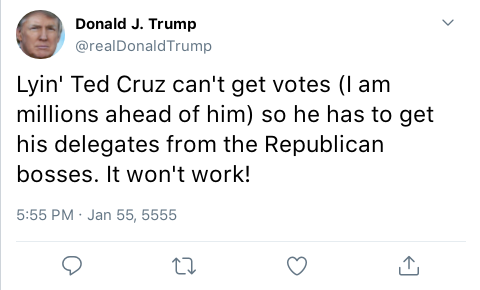 Donald J. Trump
@realDonaldTrump
Lyin' Ted Cruz can't get votes (I am
millions ahead of him) so he has to get
his delegates from the Republican
bosses. It won't work!
5:55 PM · Jan 55, 5555